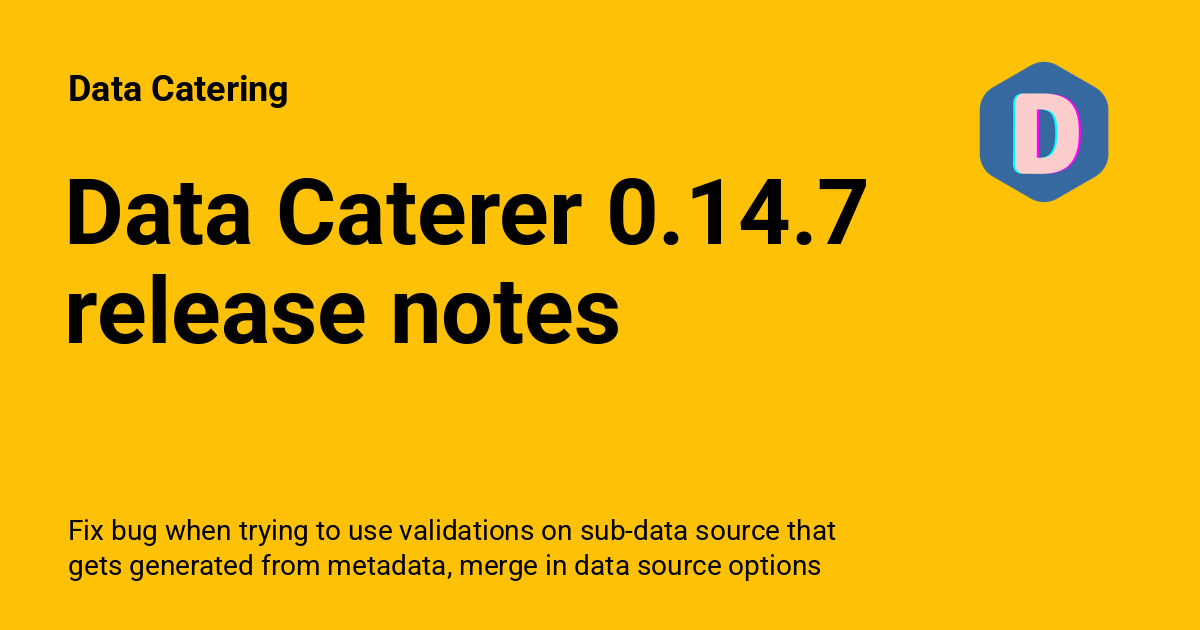 Data Catering
D
Data Caterer 0.14.7
release notes
Fix bug when trying to use validations on sub-data source that
gets generated from metadata, merge in data source options